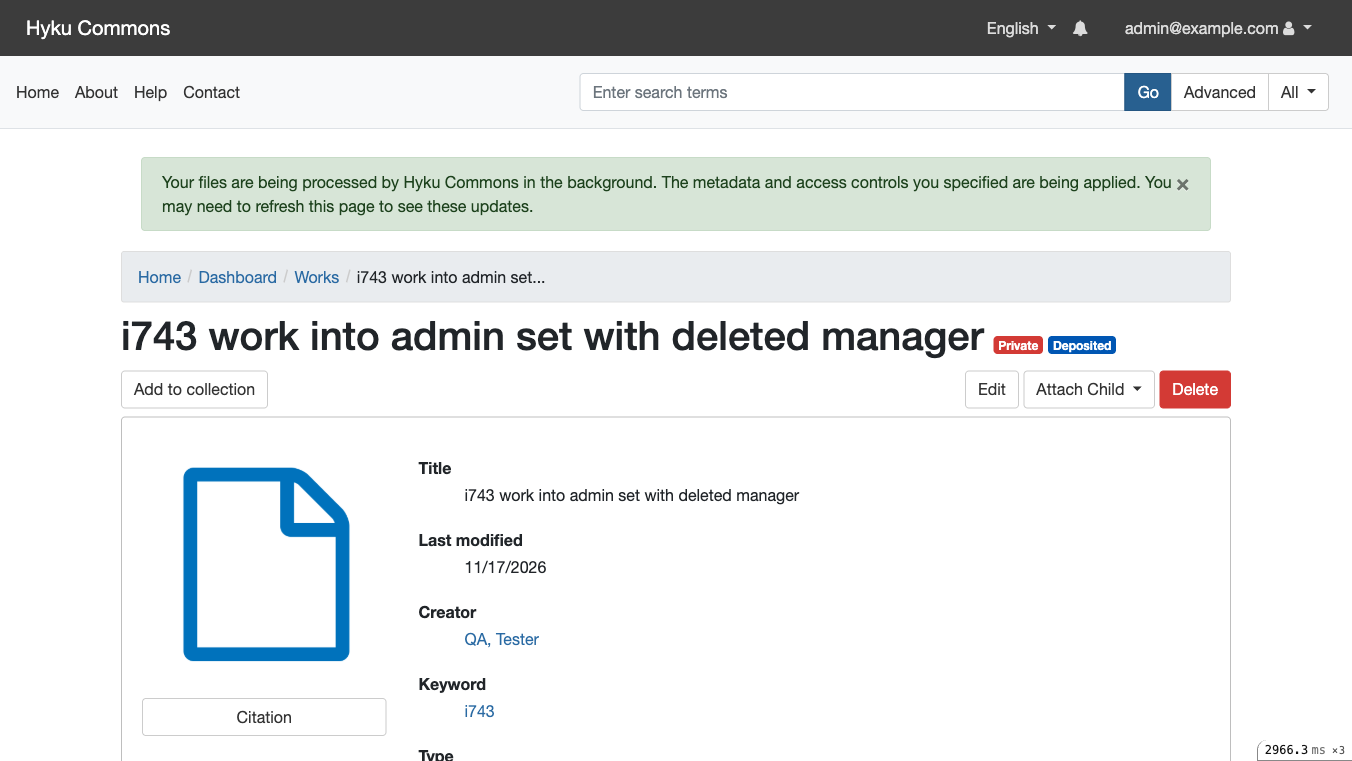 Hyku Commons
English
admin@example.com
Home About Help Contact
Enter search terms
Go
Advanced
All
Your files are being processed by Hyku Commons in the background. The metadata and access controls you specified are being applied. You
may need to refresh this page to see these updates.
×
Home / Dashboard / Works / i743 work into admin set...
i743 work into admin set with deleted manager Private Deposited
Add to collection
Edit
Attach Child
Delete
Title
i743 work into admin set with deleted manager
Last modified
11/17/2026
Creator
QA, Tester
Keyword
i743
Citation
Type
2966.3 ms ×3